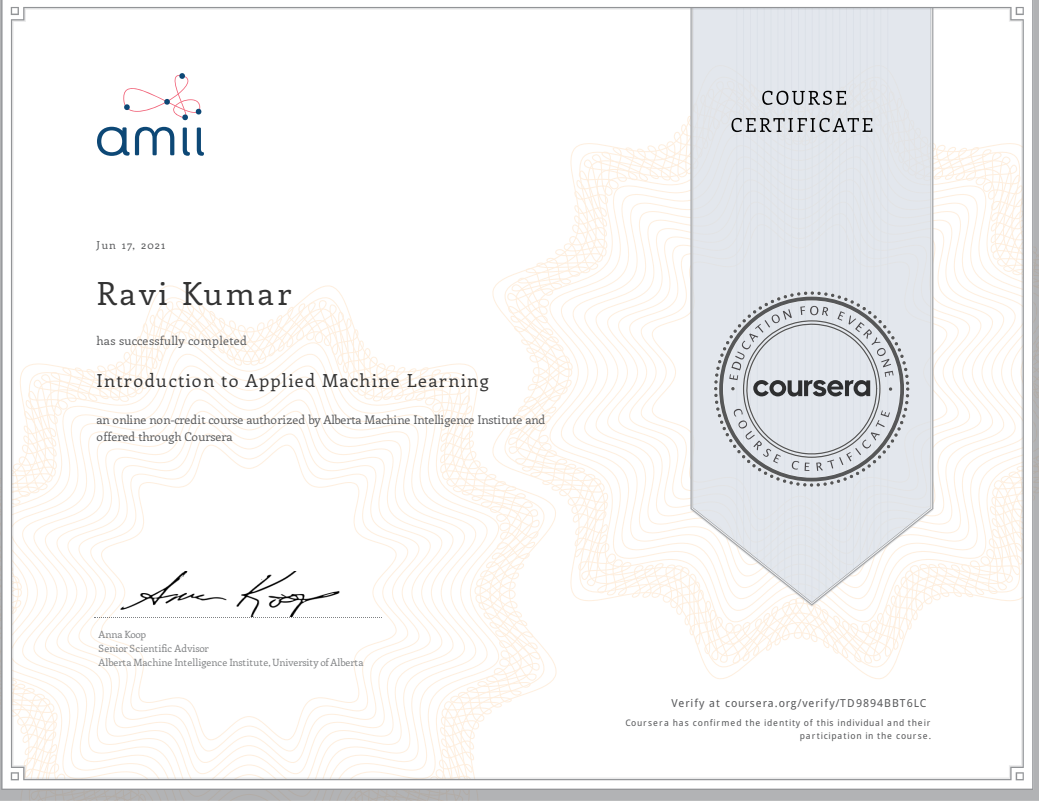 amii
COURSE
CERTIFICATE
Jun 17, 2021
Ravi Kumar
has successfully completed
Introduction to Applied Machine Learning
an online non-credit course authorized by Alberta Machine Intelligence Institute and
offered through Coursera
EDUCATION FOR EVERYONE
coursera
COURSE CERTIFICATE
Anna Koop
Anna Koop
Senior Scientific Advisor
Alberta Machine Intelligence Institute, University of Alberta
Verify at coursera.org/verify/TD9894BBT6LC
Coursera has confirmed the identity of this individual and their
participation in the course.